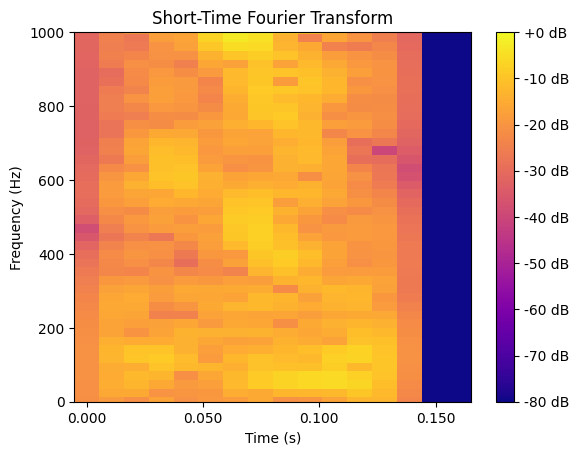 Short-Time Fourier Transform
1000
800
600
400
200
0
Frequency (Hz)
0.000
0.050
0.100
0.150
Time (s)
+0 dB
-10 dB
-20 dB
-30 dB
-40 dB
-50 dB
-60 dB
-70 dB
-80 dB